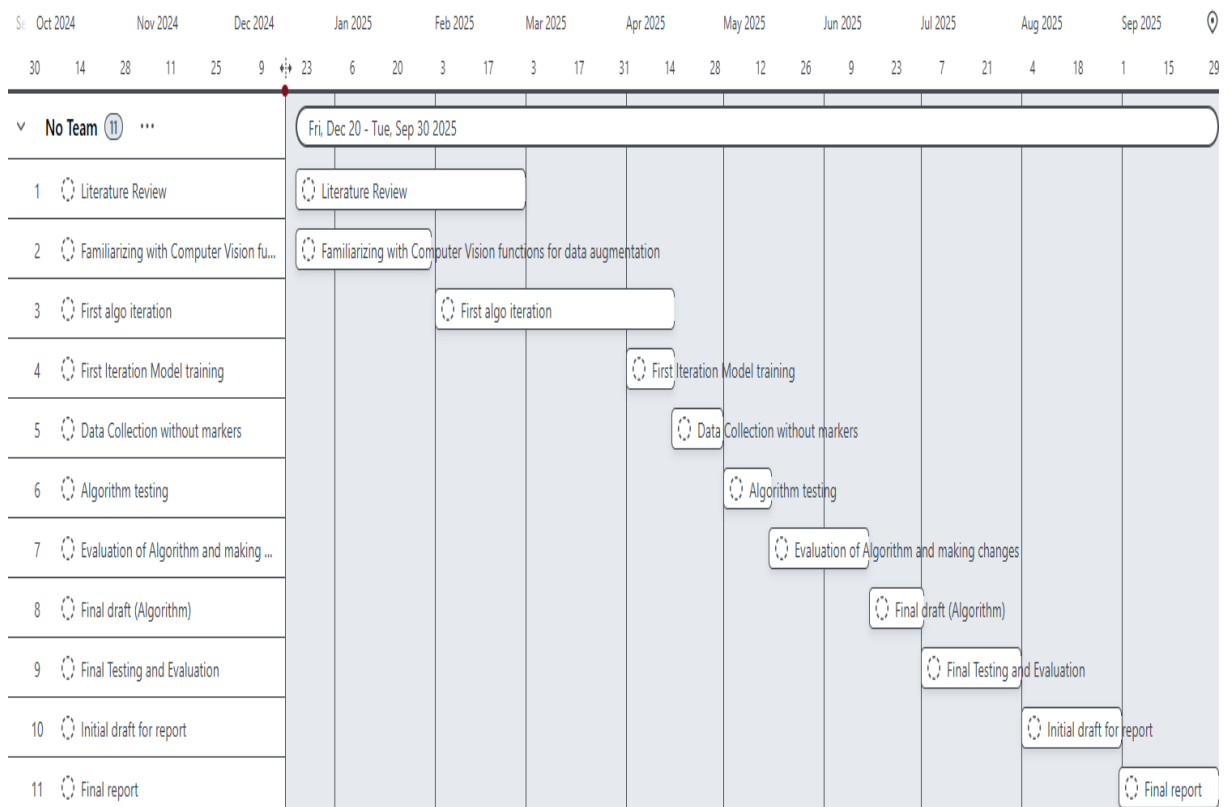 Oct 2024 Nov 2024 Dec 2024 Jan 2025 Feb 2025 Mar 2025 Apr 2025 May 2025 Jun 2025 Jul 2025 Aug 2025 Sep 2025
30 14 28 11 25 9 23 6 20 3 17 3 17 31 14 28 12 26 9 23 7 21 4 18 1 15 29
No Team 11 ... Fri, Dec 20 - Tue, Sep 30 2025
1 Literature Review Literature Review
2 Familiarizing with Computer Vision fu... Familiarizing with Computer Vision functions for data augmentation
3 First algo iteration First algo iteration
4 First Iteration Model training First Iteration Model training
5 Data Collection without markers Data Collection without markers
6 Algorithm testing Algorithm testing
7 Evaluation of Algorithm and making ... Evaluation of Algorithm and making changes
8 Final draft (Algorithm) Final draft (Algorithm)
9 Final Testing and Evaluation Final Testing and Evaluation
10 Initial draft for report Initial draft for report
11 Final report Final report